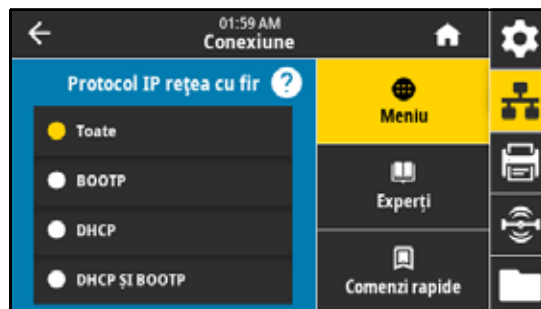 01:59 AM
Conexiune
Protocol IP rețea cu fir ?
Toate
BOOTP
DHCP
DHCP ȘI BOOTP
Meniu
Experți
Comenzi rapide